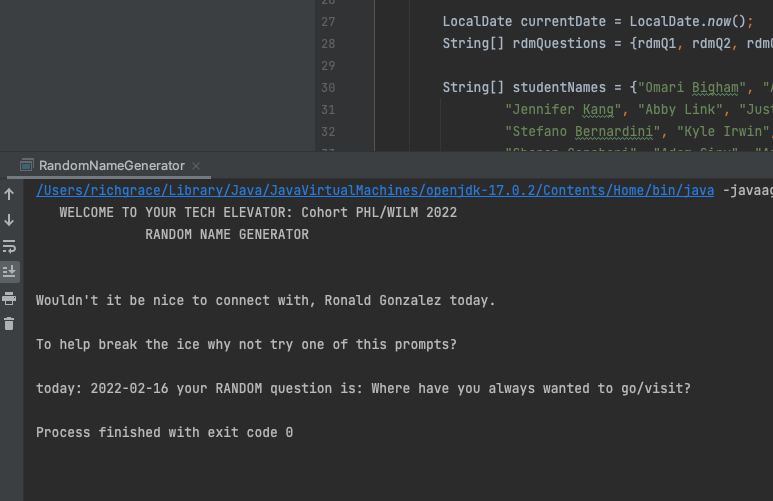 27 LocalDate currentDate = LocalDate.now();
28 String[] rdmQuestions = {rdmQ1, rdmQ2,
29
30 String[] studentNames = {"Omari Bigham",
31 "Jennifer Kang", "Abby Link",
32 "Stefano Bernardini", "Kyle Irwin",
RandomNameGenerator ×
/Users/richgrace/Library/Java/JavaVirtualMachines/openjdk-17.0.2/Contents/Home/bin/java
WELCOME TO YOUR TECH ELEVATOR: Cohort PHL/WILM 2022
RANDOM NAME GENERATOR
Wouldn't it be nice to connect with, Ronald Gonzalez today.
To help break the ice why not try one of this prompts?
today: 2022-02-16 your RANDOM question is: Where have you always wanted to go/visit?
Process finished with exit code 0